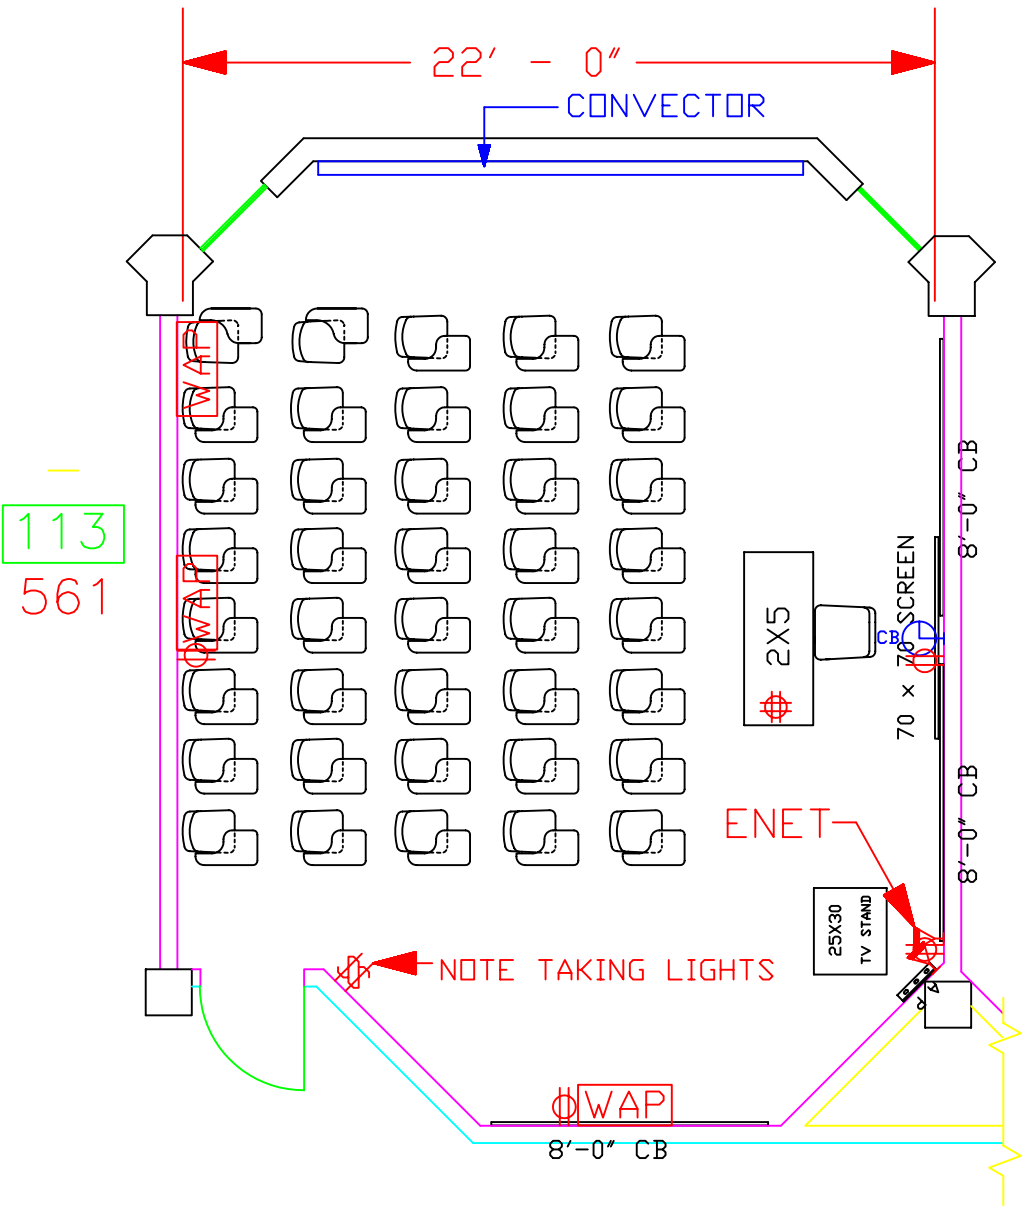 22' - 0"
CONVECTOR
WAP
8'-0" CB
113
561
WAP
2X5
CB
70 x 70 SCREEN
8'-0" CB
ENET
25X30
TV STAND
NOTE TAKING LIGHTS
A
P
WAP
8'-0" CB